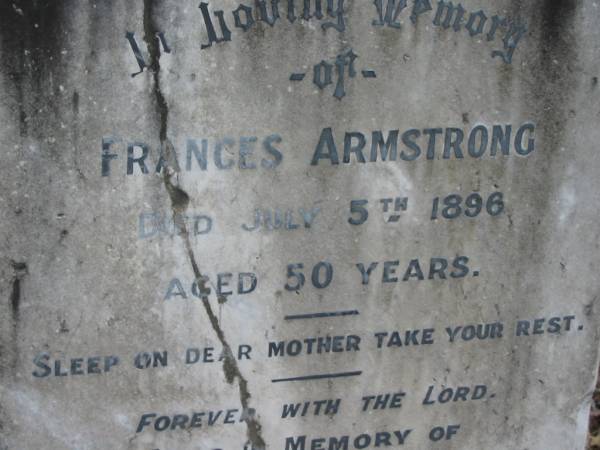 In Loving Memory
-of-
FRANCES ARMSTRONG
DIED JULY 5TH 1896
AGED 50 YEARS.
SLEEP ON DEAR MOTHER TAKE YOUR REST.
FOREVER WITH THE LORD.
MEMORY OF